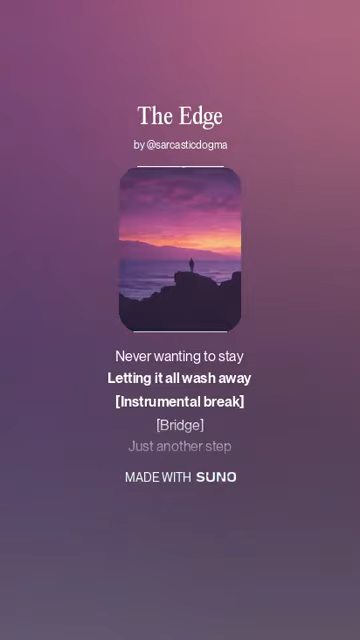 The Edge
by @sarcasticdogma
Never wanting to stay
Letting it all wash away
[Instrumental break]
[Bridge]
Just another step
MADE WITH SUNO